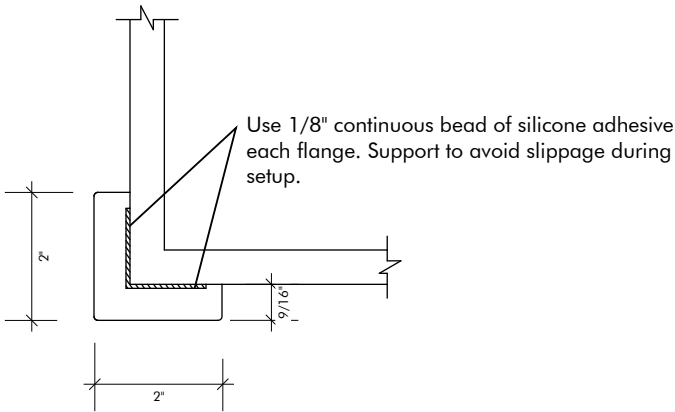 Use 1/8" continuous bead of silicone adhesive
each flange. Support to avoid slippage during
setup.
2"
9/16"
2"